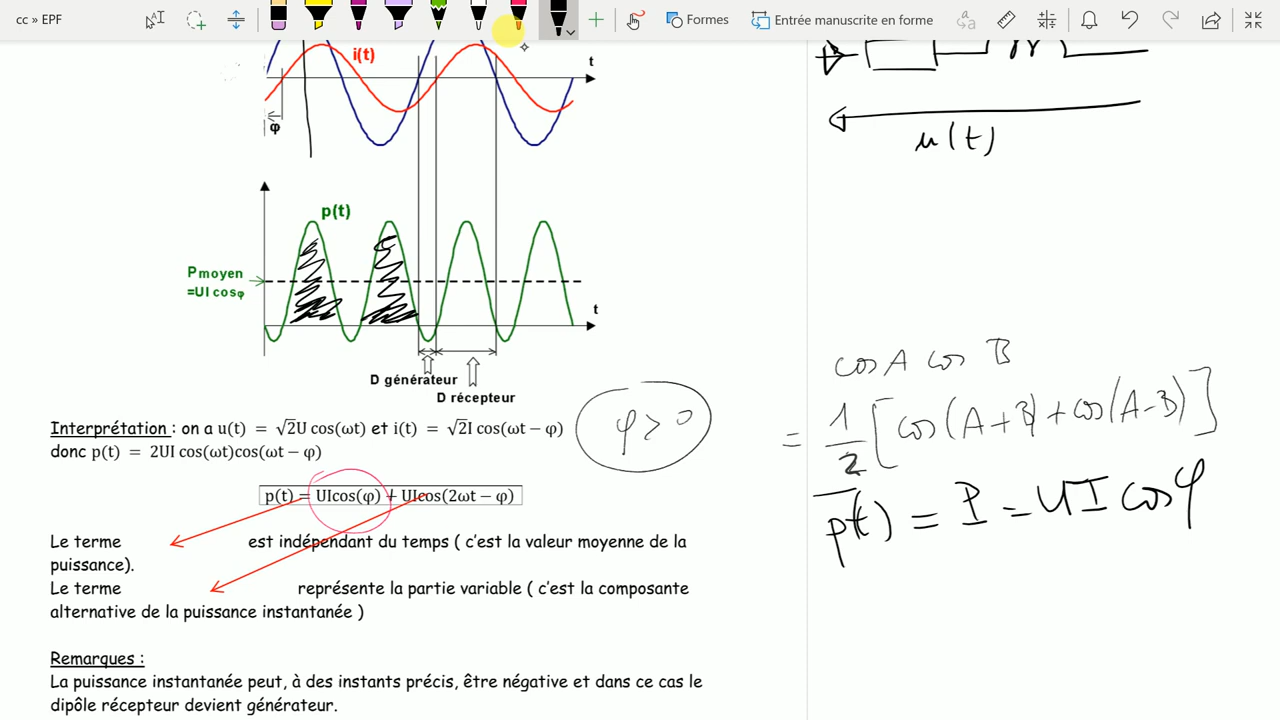 cc » EPF
Formes
Entrée manuscrite en forme
i(t)
t
φ
u(t)
p(t)
P moyen
=UI cosφ
t
D générateur
D récepteur
cos A cos B
= 1/2 [cos(A+B)+cos(A-B)]
p(t) = P = UI cos φ
Interprétation : on a u(t) = √2U cos(ωt) et i(t) = √2I cos(ωt − φ)
φ > 0
donc p(t) = 2UI cos(ωt)cos(ωt − φ)
p(t) = UIcos(φ) + UIcos(2ωt − φ)
Le terme est indépendant du temps ( c’est la valeur moyenne de la
puissance).
Le terme représente la partie variable ( c’est la composante
alternative de la puissance instantanée )
Remarques :
La puissance instantanée peut, à des instants précis, être négative et dans ce cas le
dipôle récepteur devient générateur.